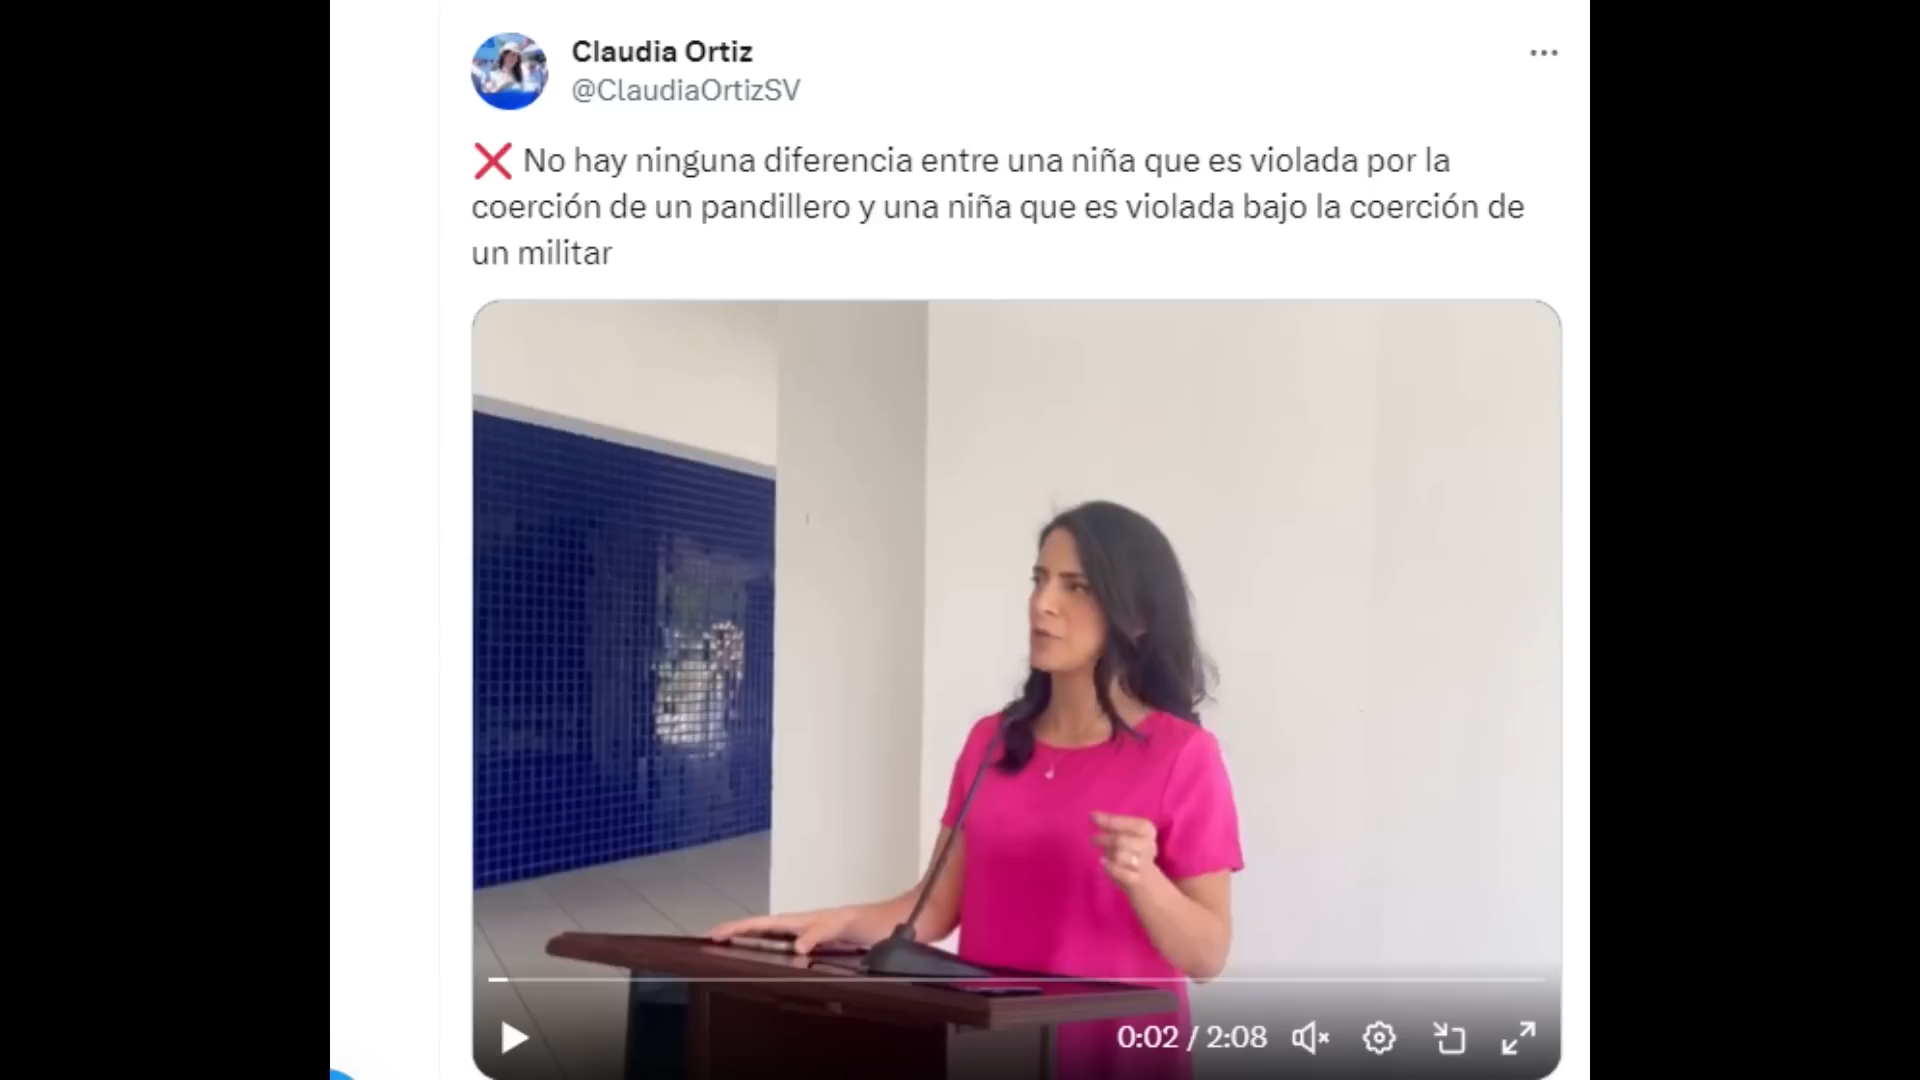 Claudia Ortiz
@ClaudiaOrtizSV
❌ No hay ninguna diferencia entre una niña que es violada por la
coerción de un pandillero y una niña que es violada bajo la coerción de
un militar
0:02 / 2:08